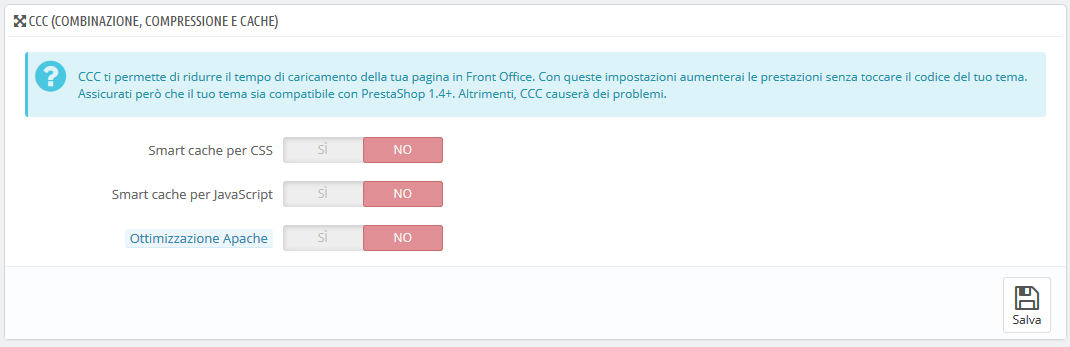 CCC (COMBINAZIONE, COMPRESSIONE E CACHE)
CCC ti permette di ridurre il tempo di caricamento della tua pagina in Front Office. Con queste impostazioni aumenterai le prestazioni senza toccare il codice del tuo tema.
Assicurati però che il tuo tema sia compatibile con PrestaShop 1.4+. Altrimenti, CCC causerà dei problemi.
Smart cache per CSS SÌ NO
Smart cache per JavaScript SÌ NO
Ottimizzazione Apache SÌ NO
Salva